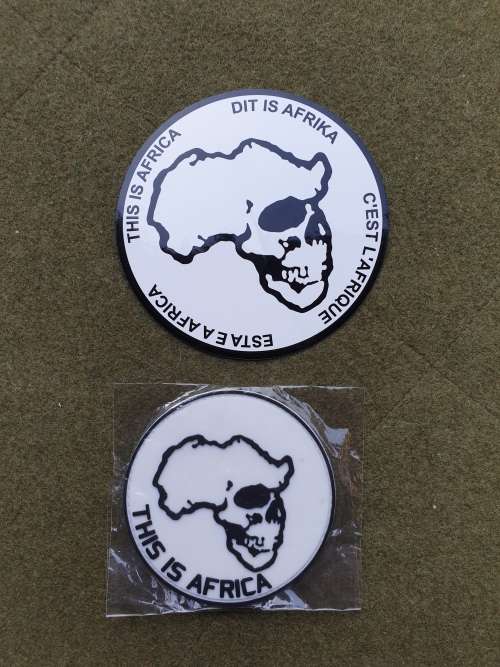 THIS IS AFRICA
DIT IS AFRIKA
C'EST L'AFRIQUE
ESTA E A AFRICA
THIS IS AFRICA